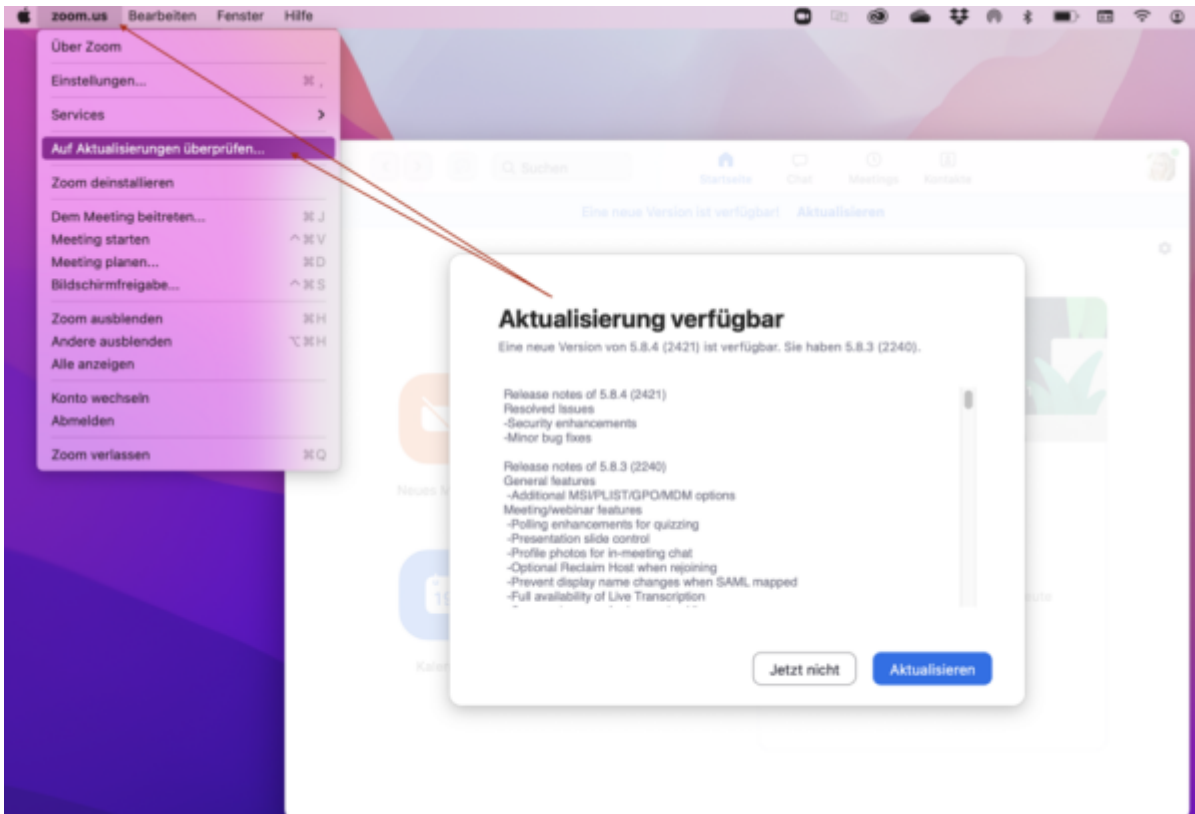 zoom.us Bearbeiten Fenster Hilfe
Über Zoom
Einstellungen... ⌘ ,
Services
Auf Aktualisierungen überprüfen...
Zoom deinstallieren
Dem Meeting beitreten... ⌘ J
Meeting starten ^ ⌘ V
Meeting planen... ⌘ D
Bildschirmfreigabe... ^ ⌘ S
Zoom ausblenden ⌘ H
Andere ausblenden ⌥ ⌘ H
Alle anzeigen
Konto wechseln
Abmelden
Zoom verlassen ⌘ Q
Suchen
Startseite Chat Meetings Kontakte
Eine neue Version ist verfügbar! Aktualisieren
Neues
19
Aktualisierung verfügbar
Eine neue Version von 5.8.4 (2421) ist verfügbar. Sie haben 5.8.3 (2240).
Release notes of 5.8.4 (2421)
Resolved Issues
-Security enhancements
-Minor bug fixes
Release notes of 5.8.3 (2240)
General features
-Additional MSI/PLIST/GPO/MDM options
Meeting/webinar features
-Polling enhancements for quizzing
-Presentation slide control
-Profile photos for in-meeting chat
-Optional Reclaim Host when rejoining
-Prevent display name changes when SAML mapped
-Full availability of Live Transcription
Jetzt nicht Aktualisieren